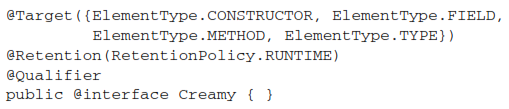 @Target({ElementType.CONSTRUCTOR, ElementType.FIELD,
         ElementType.METHOD, ElementType.TYPE})
@Retention(RetentionPolicy.RUNTIME)
@Qualifier
public @interface Creamy { }